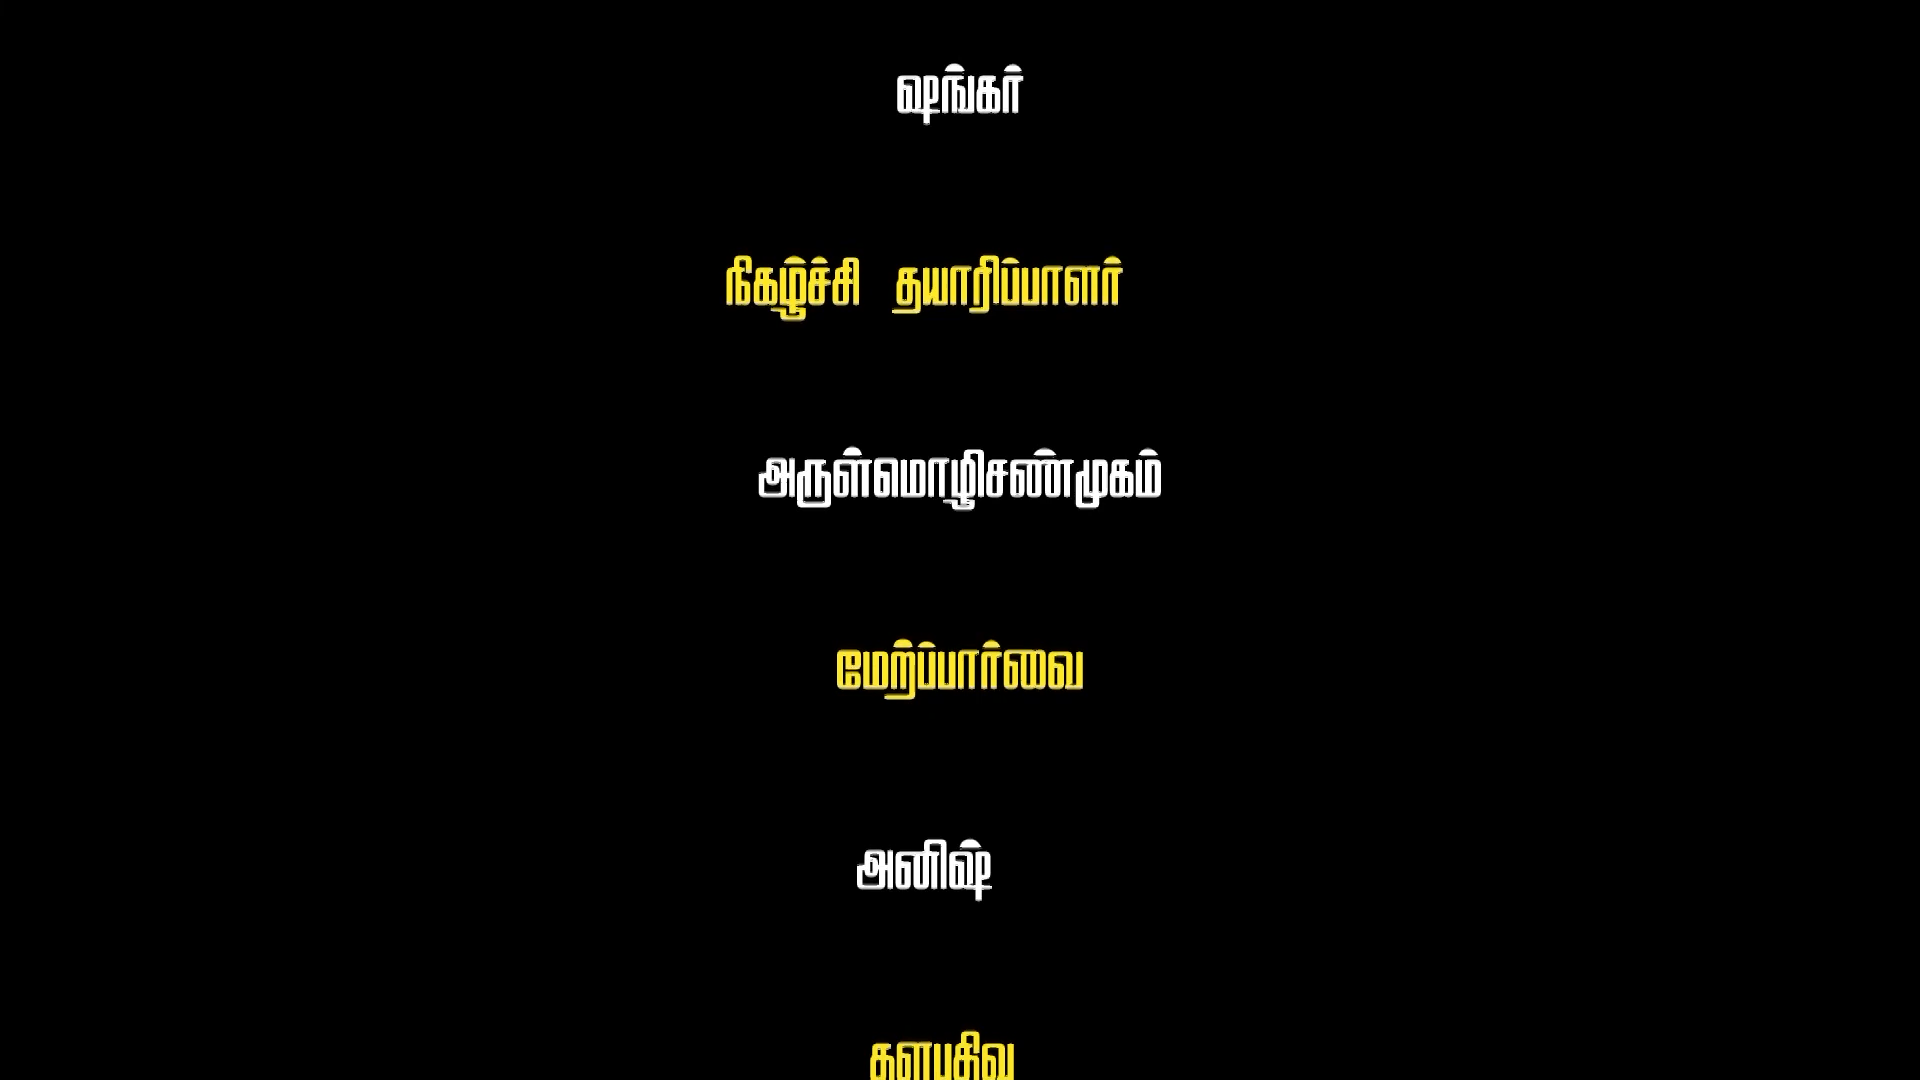 ஷங்கர்
நிகழ்ச்சி தயாரிப்பாளர்
அருள்மொழிசண்முகம்
மேற்ப்பார்வை
அனிஷ்